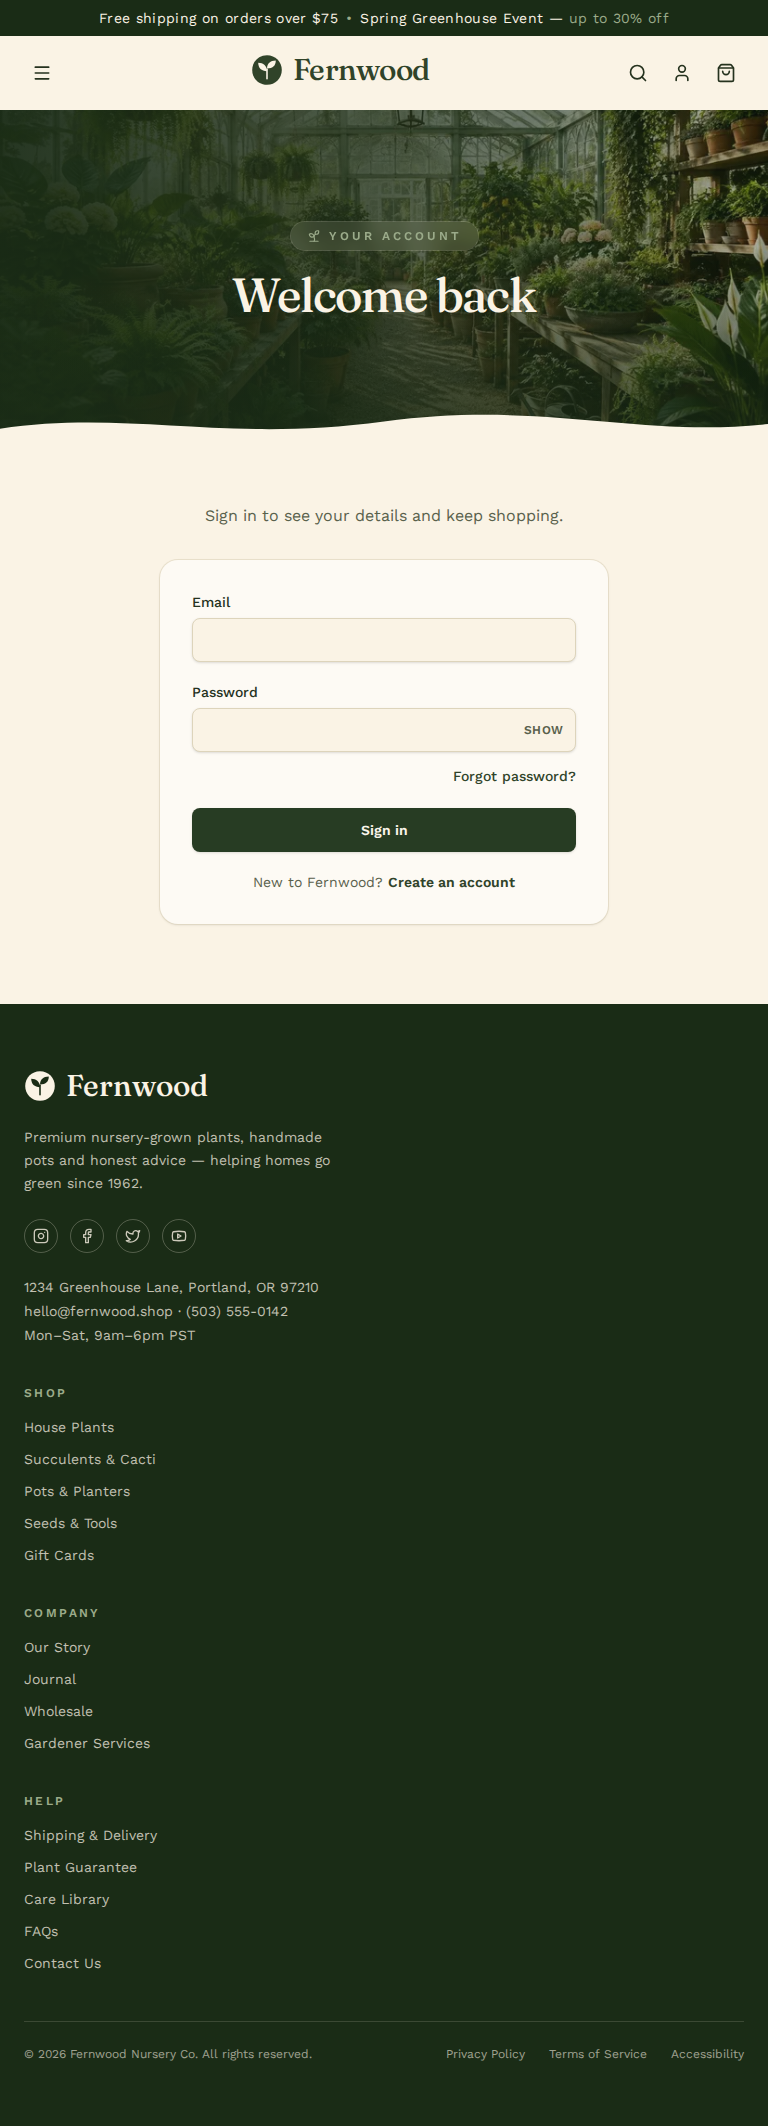 Free shipping on orders over $75 • Spring Greenhouse Event — up to 30% off
Fernwood
YOUR ACCOUNT
Welcome back
Sign in to see your details and keep shopping.
Email
Password
SHOW
Forgot password?
Sign in
New to Fernwood? Create an account
Fernwood
Premium nursery-grown plants, handmade
pots and honest advice — helping homes go
green since 1962.
1234 Greenhouse Lane, Portland, OR 97210
hello@fernwood.shop · (503) 555-0142
Mon–Sat, 9am–6pm PST
SHOP
House Plants
Succulents & Cacti
Pots & Planters
Seeds & Tools
Gift Cards
COMPANY
Our Story
Journal
Wholesale
Gardener Services
HELP
Shipping & Delivery
Plant Guarantee
Care Library
FAQs
Contact Us
© 2026 Fernwood Nursery Co. All rights reserved. Privacy Policy Terms of Service Accessibility